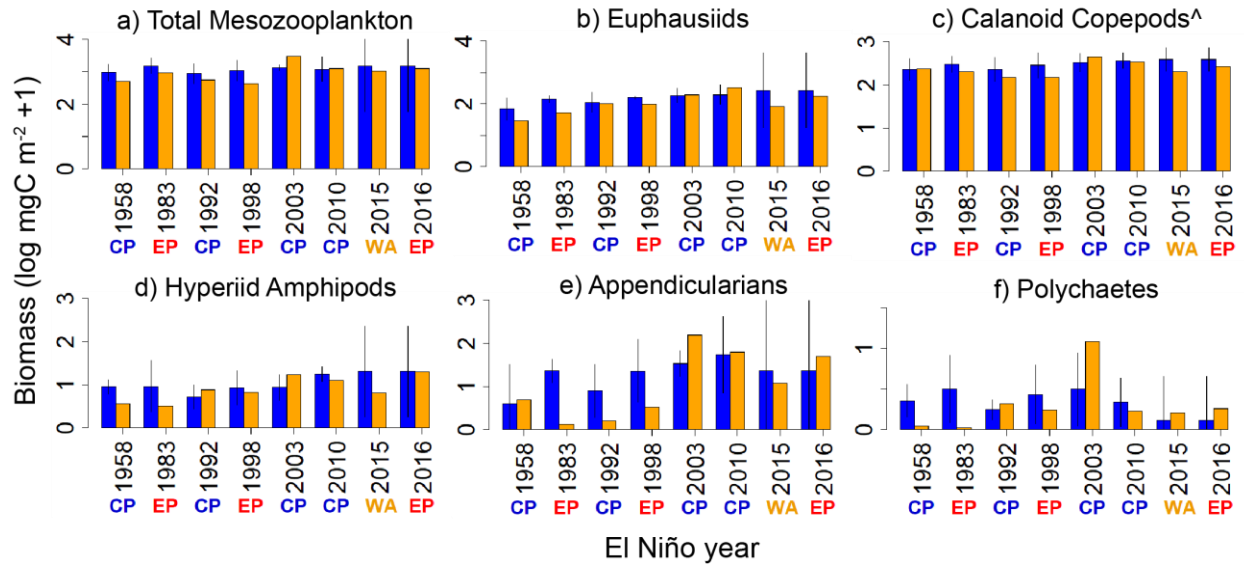 a) Total Mesozooplankton
b) Euphausiids
c) Calanoid Copepods^
4
2
0
4
2
0
3
2
1
0
1958 1983 1992 1998 2003 2010 2015 2016
CP EP CP EP CP CP WA EP
1958 1983 1992 1998 2003 2010 2015 2016
CP EP CP EP CP CP WA EP
1958 1983 1992 1998 2003 2010 2015 2016
CP EP CP EP CP CP WA EP
Biomass (log mgC m-2 +1)
d) Hyperiid Amphipods
e) Appendicularians
f) Polychaetes
3
2
1
0
3
2
1
0
1
0
1958 1983 1992 1998 2003 2010 2015 2016
CP EP CP EP CP CP WA EP
1958 1983 1992 1998 2003 2010 2015 2016
CP EP CP EP CP CP WA EP
1958 1983 1992 1998 2003 2010 2015 2016
CP EP CP EP CP CP WA EP
El Niño year